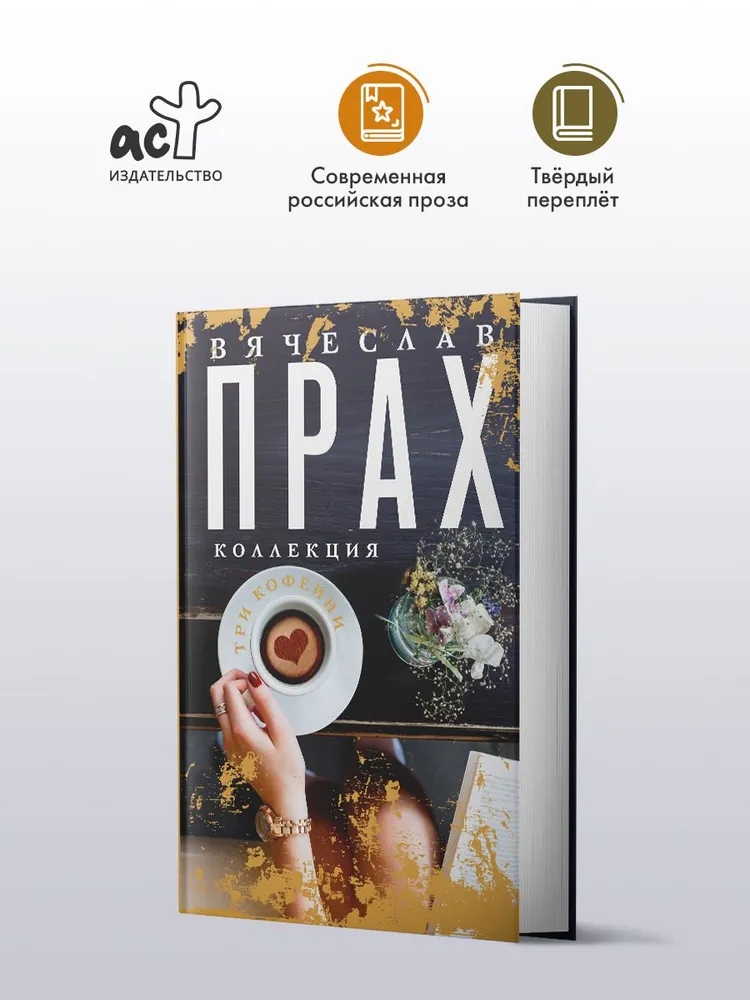 аст
ИЗДАТЕЛЬСТВО
Современная
российская проза
Твёрдый
переплёт
ВЯЧЕСЛАВ
ПРАХ
КОЛЛЕКЦИЯ
ТРИ КОФЕЙНИ